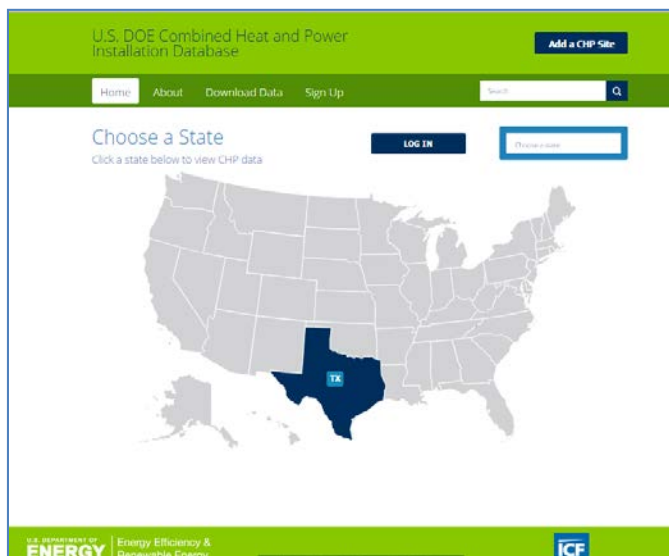 U.S. DOE Combined Heat and Power
Installation Database
Add a CHP Site
Home About Download Data Sign Up
Search
Choose a State
LOG IN
Choose a state
Click a state below to view CHP data
TX
U.S. DEPARTMENT OF
ENERGY
Energy Efficiency &
Renewable Energy
ICF